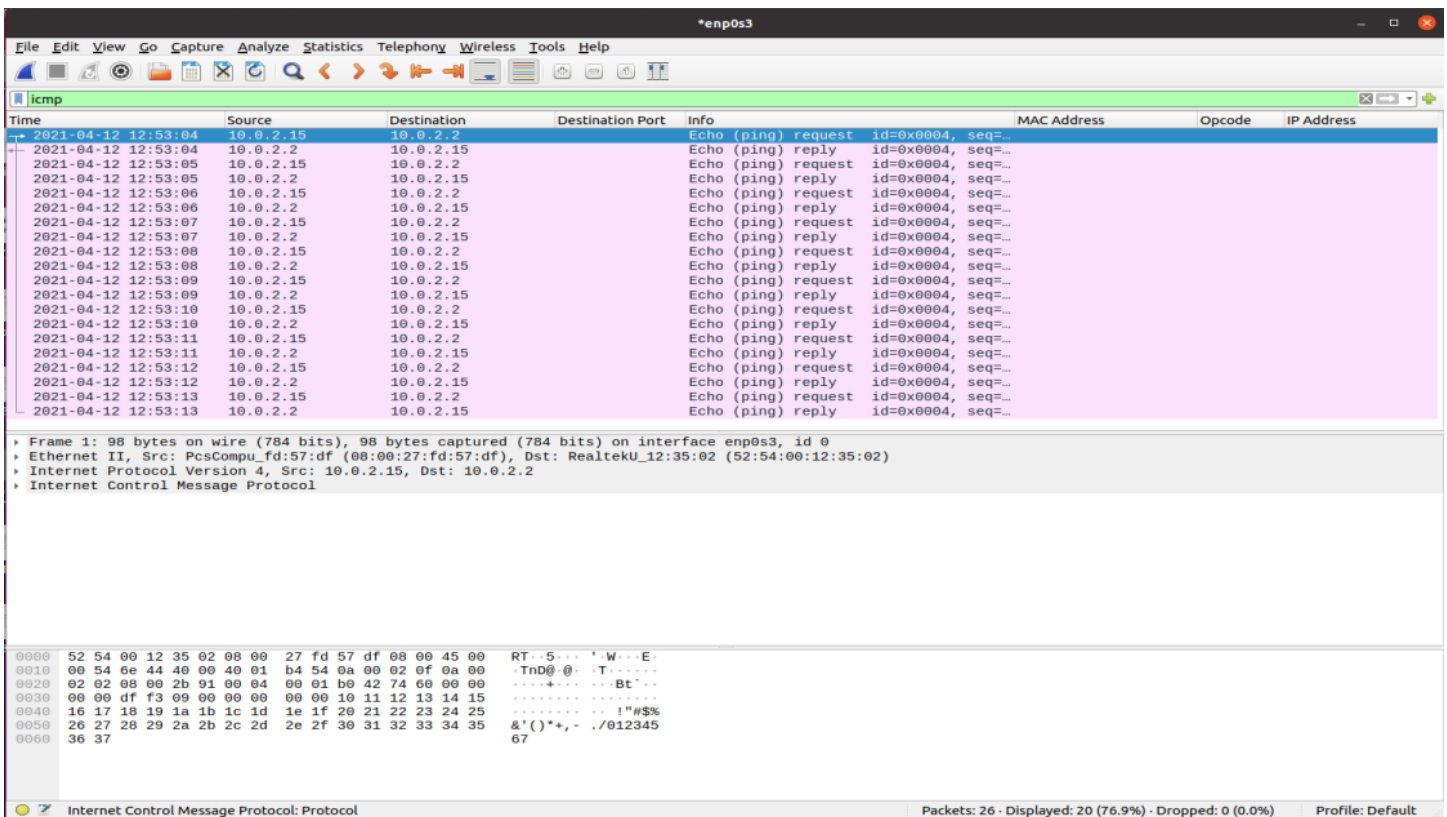 *enp0s3
File Edit View Go Capture Analyze Statistics Telephony Wireless Tools Help
icmp
Time Source Destination Destination Port Info MAC Address Opcode IP Address
2021-04-12 12:53:04 10.0.2.15 10.0.2.2 Echo (ping) request id=0x0004, seq=…
2021-04-12 12:53:04 10.0.2.2 10.0.2.15 Echo (ping) reply id=0x0004, seq=…
2021-04-12 12:53:05 10.0.2.15 10.0.2.2 Echo (ping) request id=0x0004, seq=…
2021-04-12 12:53:05 10.0.2.2 10.0.2.15 Echo (ping) reply id=0x0004, seq=…
2021-04-12 12:53:06 10.0.2.15 10.0.2.2 Echo (ping) request id=0x0004, seq=…
2021-04-12 12:53:06 10.0.2.2 10.0.2.15 Echo (ping) reply id=0x0004, seq=…
2021-04-12 12:53:07 10.0.2.15 10.0.2.2 Echo (ping) request id=0x0004, seq=…
2021-04-12 12:53:07 10.0.2.2 10.0.2.15 Echo (ping) reply id=0x0004, seq=…
2021-04-12 12:53:08 10.0.2.15 10.0.2.2 Echo (ping) request id=0x0004, seq=…
2021-04-12 12:53:08 10.0.2.2 10.0.2.15 Echo (ping) reply id=0x0004, seq=…
2021-04-12 12:53:09 10.0.2.15 10.0.2.2 Echo (ping) request id=0x0004, seq=…
2021-04-12 12:53:09 10.0.2.2 10.0.2.15 Echo (ping) reply id=0x0004, seq=…
2021-04-12 12:53:10 10.0.2.15 10.0.2.2 Echo (ping) request id=0x0004, seq=…
2021-04-12 12:53:10 10.0.2.2 10.0.2.15 Echo (ping) reply id=0x0004, seq=…
2021-04-12 12:53:11 10.0.2.15 10.0.2.2 Echo (ping) request id=0x0004, seq=…
2021-04-12 12:53:11 10.0.2.2 10.0.2.15 Echo (ping) reply id=0x0004, seq=…
2021-04-12 12:53:12 10.0.2.15 10.0.2.2 Echo (ping) request id=0x0004, seq=…
2021-04-12 12:53:12 10.0.2.2 10.0.2.15 Echo (ping) reply id=0x0004, seq=…
2021-04-12 12:53:13 10.0.2.15 10.0.2.2 Echo (ping) request id=0x0004, seq=…
2021-04-12 12:53:13 10.0.2.2 10.0.2.15 Echo (ping) reply id=0x0004, seq=…
Frame 1: 98 bytes on wire (784 bits), 98 bytes captured (784 bits) on interface enp0s3, id 0
Ethernet II, Src: PcsCompu_fd:57:df (08:00:27:fd:57:df), Dst: RealtekU_12:35:02 (52:54:00:12:35:02)
Internet Protocol Version 4, Src: 10.0.2.15, Dst: 10.0.2.2
Internet Control Message Protocol
0000 52 54 00 12 35 02 08 00 27 fd 57 df 08 00 45 00 RT··5··· '·W···E·
0010 00 54 6e 44 40 00 40 01 b4 54 0a 00 02 0f 0a 00 ·TnD@·@· ·T······
0020 02 02 08 00 2b 91 00 04 00 01 b0 42 74 60 00 00 ····+··· ···Bt`··
0030 00 00 df f3 09 00 00 00 00 00 10 11 12 13 14 15 ········ ········
0040 16 17 18 19 1a 1b 1c 1d 1e 1f 20 21 22 23 24 25 ········ ·· !"#$%
0050 26 27 28 29 2a 2b 2c 2d 2e 2f 30 31 32 33 34 35 &'()*+,- ./012345
0060 36 37 67
Internet Control Message Protocol: Protocol Packets: 26 · Displayed: 20 (76.9%) · Dropped: 0 (0.0%) Profile: Default